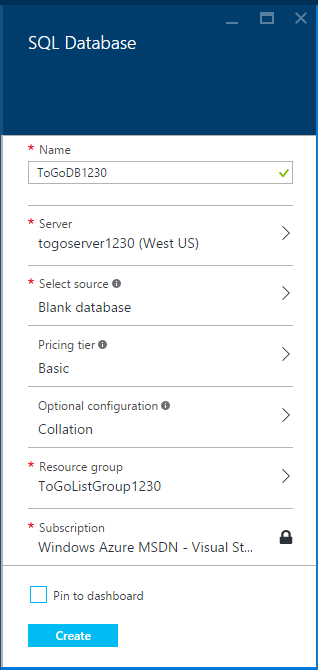 SQL Database
* Name
ToGoDB1230
* Server
togoserver1230 (West US)
* Select source
Blank database
Pricing tier
Basic
Optional configuration
Collation
* Resource group
ToGoListGroup1230
* Subscription
Windows Azure MSDN - Visual St...
Pin to dashboard
Create